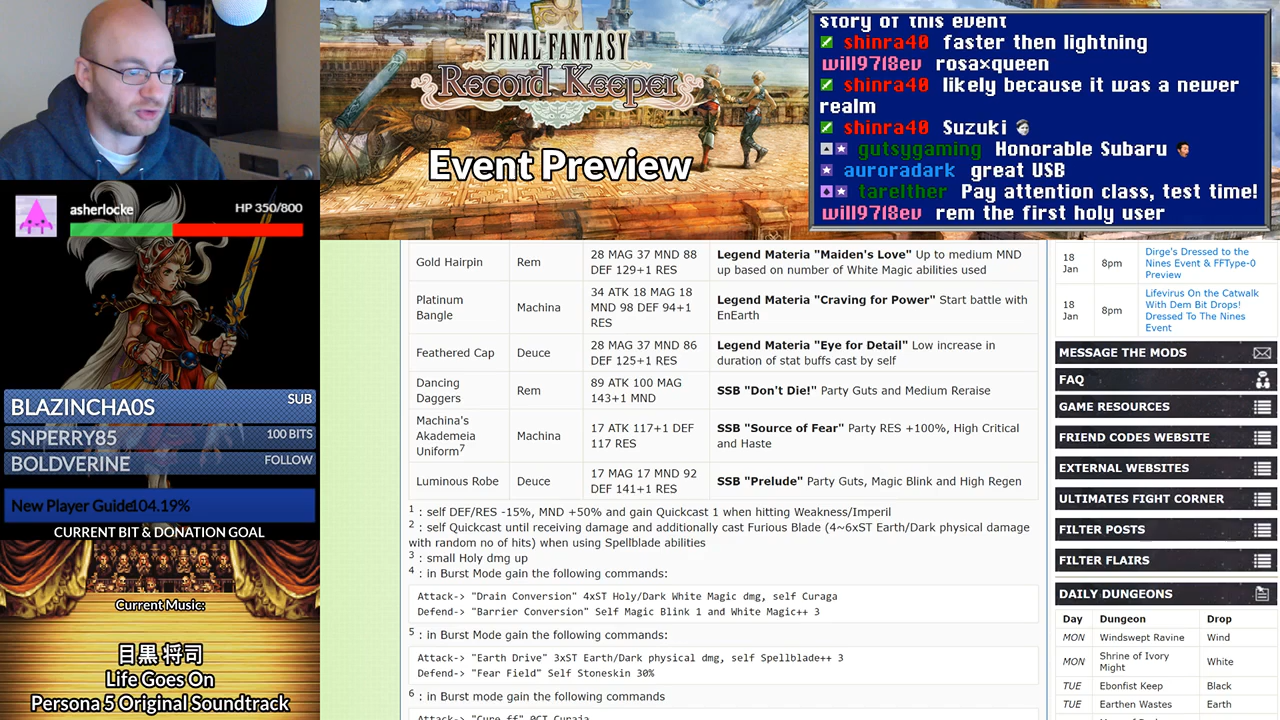 FINAL FANTASY
Record Keeper
Event Preview
story of this event
shinra40 faster then lightning
will9718ev rosa×queen
shinra40 likely because it was a newer
realm
shinra40 Suzuki
gutsygaming Honorable Subaru
auroradark great USB
tarelther Pay attention class, test time!
will9718ev rem the first holy user
asherlocke HP 350/800
BLAZINCHA0S SUB
SNPERRY85 100 BITS
BOLDVERINE FOLLOW
New Player Guide104.19%
CURRENT BIT & DONATION GOAL
Current Music:
目黒 将司
Life Goes On
Persona 5 Original Soundtrack
Gold Hairpin Rem 28 MAG 37 MND 88 Legend Materia "Maiden's Love" Up to medium MND
DEF 129+1 RES up based on number of White Magic abilities used
Platinum Bangle Machina 34 ATK 18 MAG 18 Legend Materia "Craving for Power" Start battle with
MND 98 DEF 94+1 EnEarth
RES
Feathered Cap Deuce 28 MAG 37 MND 86 Legend Materia "Eye for Detail" Low increase in
DEF 125+1 RES duration of stat buffs cast by self
Dancing Daggers Rem 89 ATK 100 MAG SSB "Don't Die!" Party Guts and Medium Reraise
143+1 MND
Machina's
Akademeia Machina 17 ATK 117+1 DEF SSB "Source of Fear" Party RES +100%, High Critical
Uniform7 117 RES and Haste
Luminous Robe Deuce 17 MAG 17 MND 92 SSB "Prelude" Party Guts, Magic Blink and High Regen
DEF 141+1 RES
1 : self DEF/RES -15%, MND +50% and gain Quickcast 1 when hitting Weakness/Imperil
2 : self Quickcast until receiving damage and additionally cast Furious Blade (4~6xST Earth/Dark physical damage
with random no of hits) when using Spellblade abilities
3 : small Holy dmg up
4 : in Burst Mode gain the following commands:
Attack-> "Drain Conversion" 4xST Holy/Dark White Magic dmg, self Curaga
Defend-> "Barrier Conversion" Self Magic Blink 1 and White Magic++ 3
5 : in Burst Mode gain the following commands:
Attack-> "Earth Drive" 3xST Earth/Dark physical dmg, self Spellblade++ 3
Defend-> "Fear Field" Self Stoneskin 30%
6 : in Burst mode gain the following commands
18 Jan 8pm Dirge's Dressed to the
Nines Event & FFType-0
Preview
18 Jan 8pm Lifevirus On the Catwalk
With Dem Bit Drops!
Dressed To The Nines
Event
MESSAGE THE MODS
FAQ
GAME RESOURCES
FRIEND CODES WEBSITE
EXTERNAL WEBSITES
ULTIMATES FIGHT CORNER
FILTER POSTS
FILTER FLAIRS
DAILY DUNGEONS
Day Dungeon Drop
MON Windswept Ravine Wind
MON Shrine of Ivory Might White
TUE Ebonfist Keep Black
TUE Earthen Wastes Earth